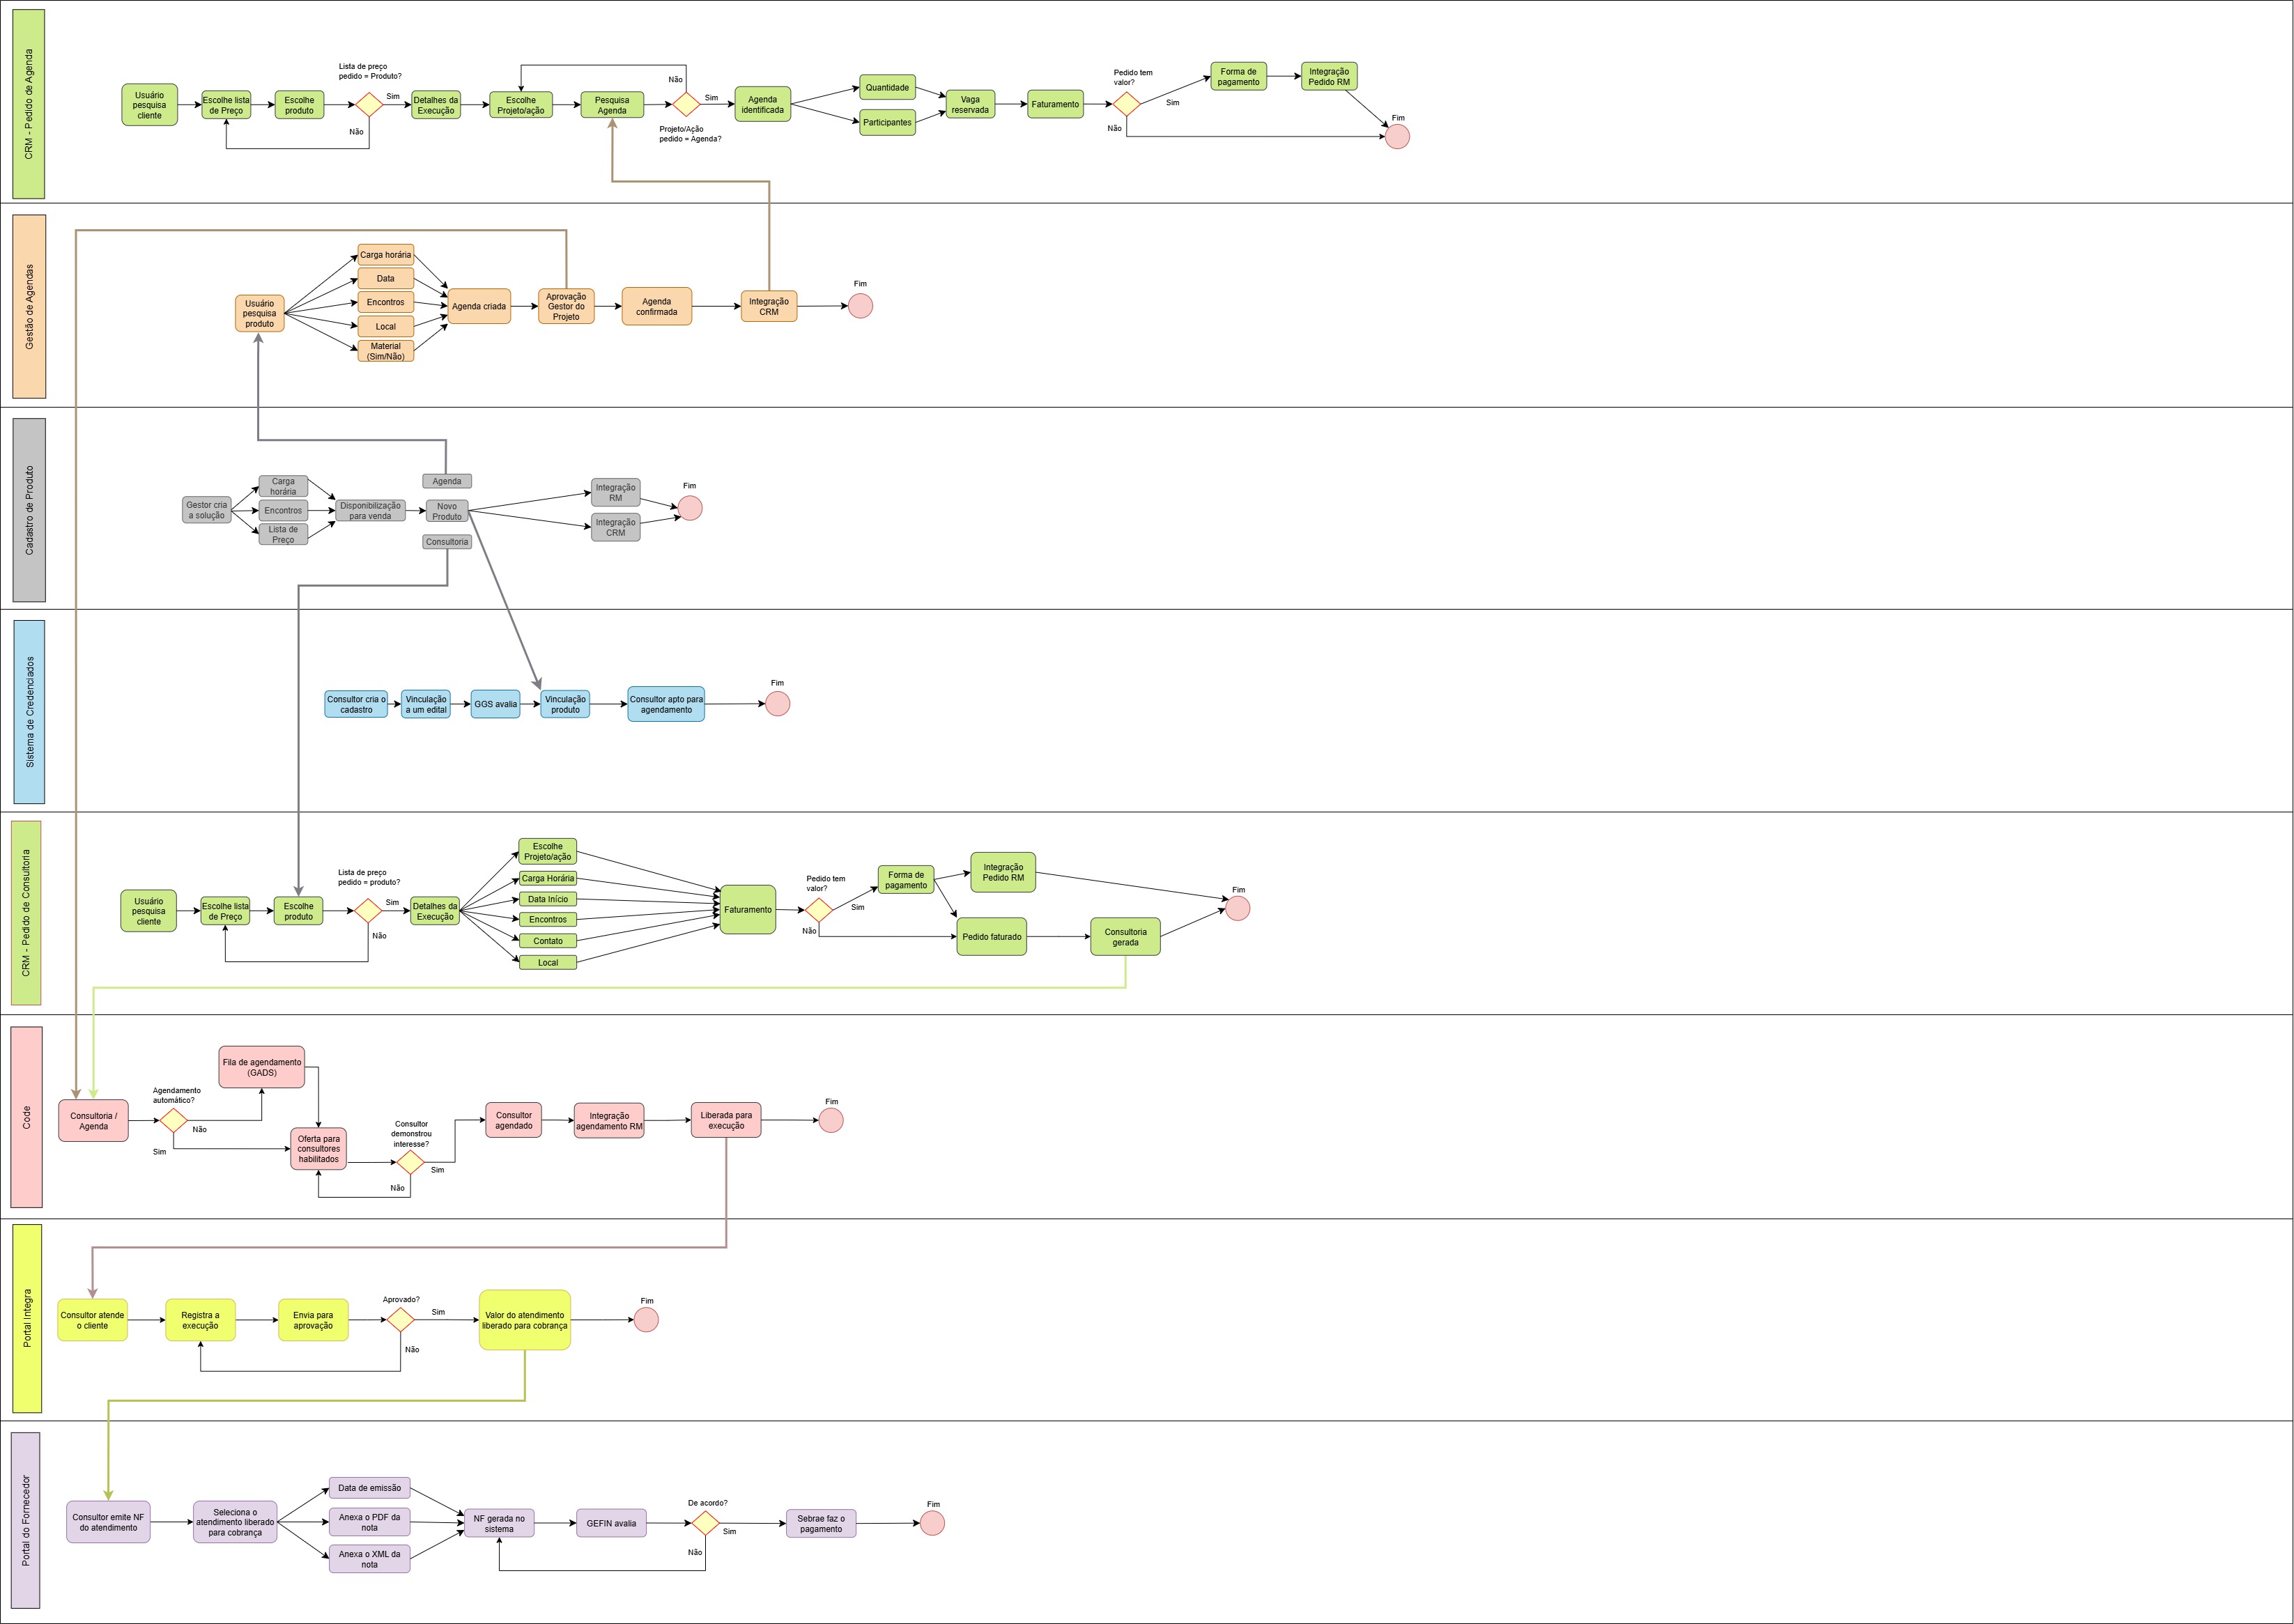 CRM - Pedido de Agenda
Usuário
pesquisa
cliente
Escolhe lista
de Preço
Escolhe
produto
Lista de preço
pedido = Produto?
Sim
Não
Detalhes da
Execução
Escolhe
Projeto/ação
Pesquisa
Agenda
Não
Sim
Projeto/Ação
pedido = Agenda?
Agenda
identificada
Quantidade
Participantes
Vaga
reservada
Faturamento
Pedido tem
valor?
Sim
Não
Forma de
pagamento
Integração
Pedido RM
Fim
Gestão de Agendas
Usuário
pesquisa
produto
Carga horária
Data
Encontros
Local
Material
(Sim/Não)
Agenda criada
Aprovação
Gestor do
Projeto
Agenda
confirmada
Integração
CRM
Fim
Cadastro de Produto
Gestor cria
a solução
Carga
horária
Encontros
Lista de
Preço
Disponibilização
para venda
Agenda
Novo
Produto
Consultoria
Integração
RM
Integração
CRM
Fim
Sistema de Credenciados
Consultor cria o
cadastro
Vinculação
a um edital
GGS avalia
Vinculação
produto
Consultor apto para
agendamento
Fim
CRM - Pedido de Consultoria
Usuário
pesquisa
cliente
Escolhe lista
de Preço
Escolhe
produto
Lista de preço
pedido = produto?
Sim
Não
Detalhes da
Execução
Escolhe
Projeto/ação
Carga Horária
Data Início
Encontros
Contato
Local
Faturamento
Pedido tem
valor?
Sim
Não
Forma de
pagamento
Integração
Pedido RM
Pedido faturado
Consultoria
gerada
Fim
Code
Consultoria /
Agenda
Agendamento
automático?
Não
Sim
Fila de agendamento
(GADS)
Oferta para
consultores
habilitados
Consultor
demonstrou
interesse?
Sim
Não
Consultor
agendado
Integração
agendamento RM
Liberada para
execução
Fim
Portal Integra
Consultor atende
o cliente
Registra a
execução
Envia para
aprovação
Aprovado?
Sim
Não
Valor do atendimento
liberado para cobrança
Fim
Portal do Fornecedor
Consultor emite NF
do atendimento
Seleciona o
atendimento liberado
para cobrança
Data de emissão
Anexa o PDF da
nota
Anexa o XML da
nota
NF gerada no
sistema
GEFIN avalia
De acordo?
Sim
Não
Sebrae faz o
pagamento
Fim